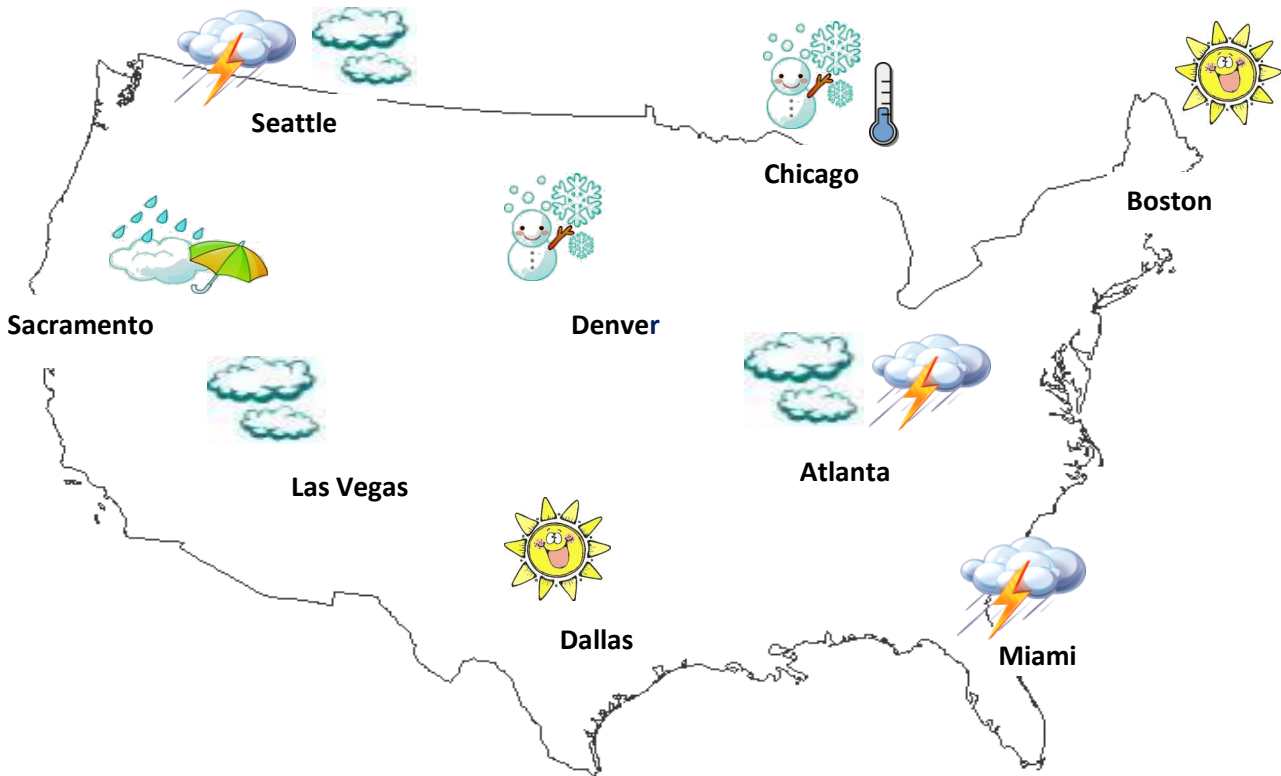 Seattle
Chicago
Boston
Sacramento
Denver
Las Vegas
Atlanta
Dallas
Miami